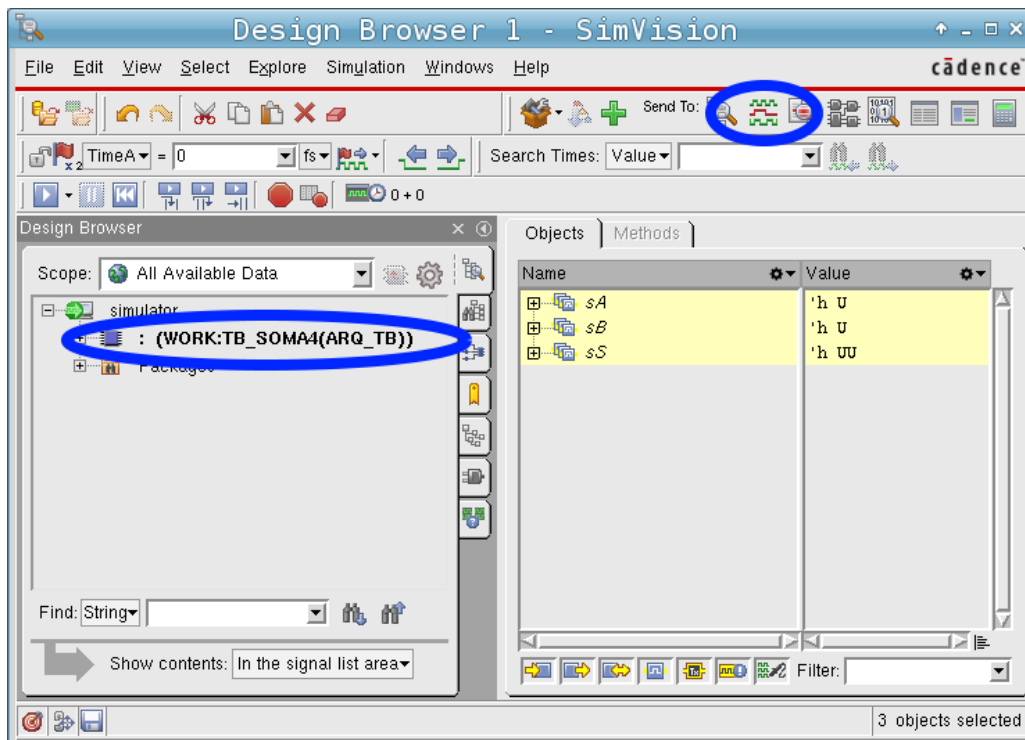 Design Browser 1 - SimVision
File Edit View Select Explore Simulation Windows Help cādence
Send To:
x2 TimeA = 0 fs Search Times: Value
0 + 0
Design Browser
Objects Methods
Scope: All Available Data
Name Value
simulator
sA 'h U
: (WORK:TB_SOMA4(ARQ_TB))
sB 'h U
sS 'h UU
Packages
Find: String
Show contents: In the signal list area
Filter:
3 objects selected